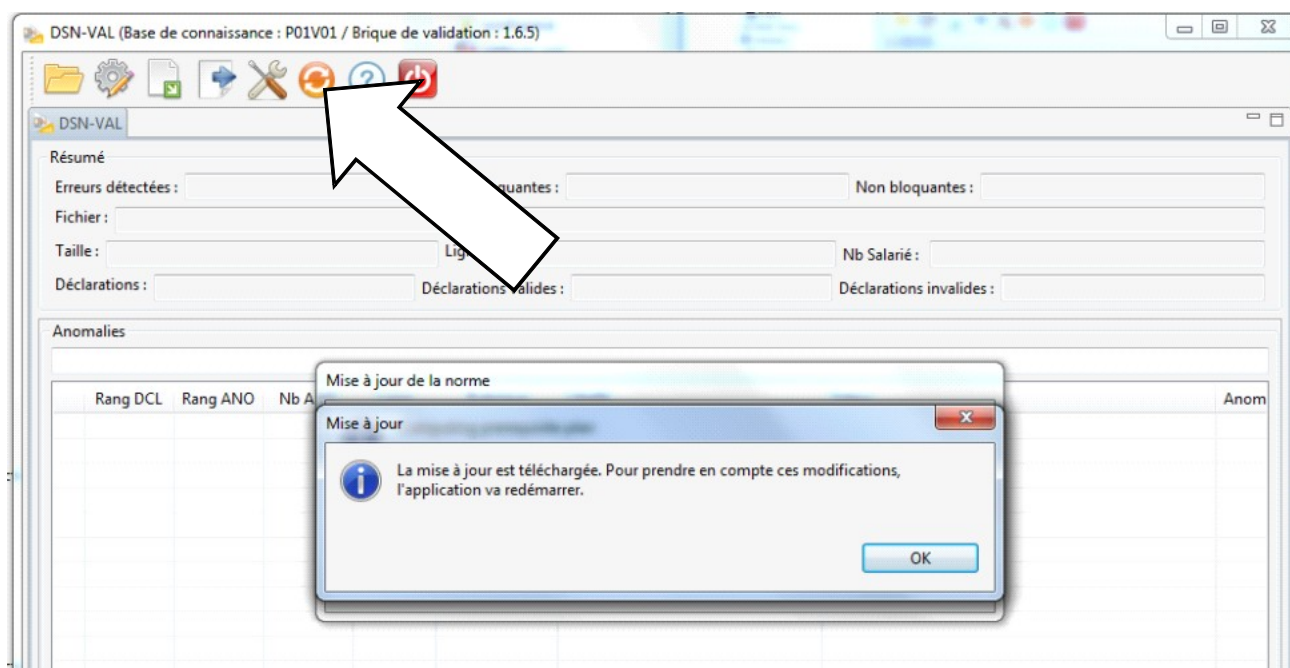 DSN-VAL (Base de connaissance : P01V01 / Brique de validation : 1.6.5)
DSN-VAL
Résumé
Erreurs détectées :
quantes :
Non bloquantes :
Fichier :
Taille :
Lig
Nb Salarié :
Déclarations :
Déclarations valides :
Déclarations invalides :
Anomalies
Rang DCL Rang ANO Nb A
Anom
Mise à jour de la norme
Mise à jour
La mise à jour est téléchargée. Pour prendre en compte ces modifications,
l'application va redémarrer.
OK